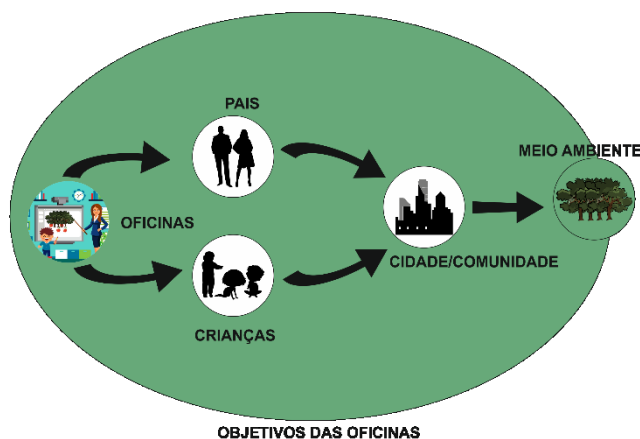 PAIS
MEIO AMBIENTE
OFICINAS
CIDADE/COMUNIDADE
CRIANÇAS
OBJETIVOS DAS OFICINAS